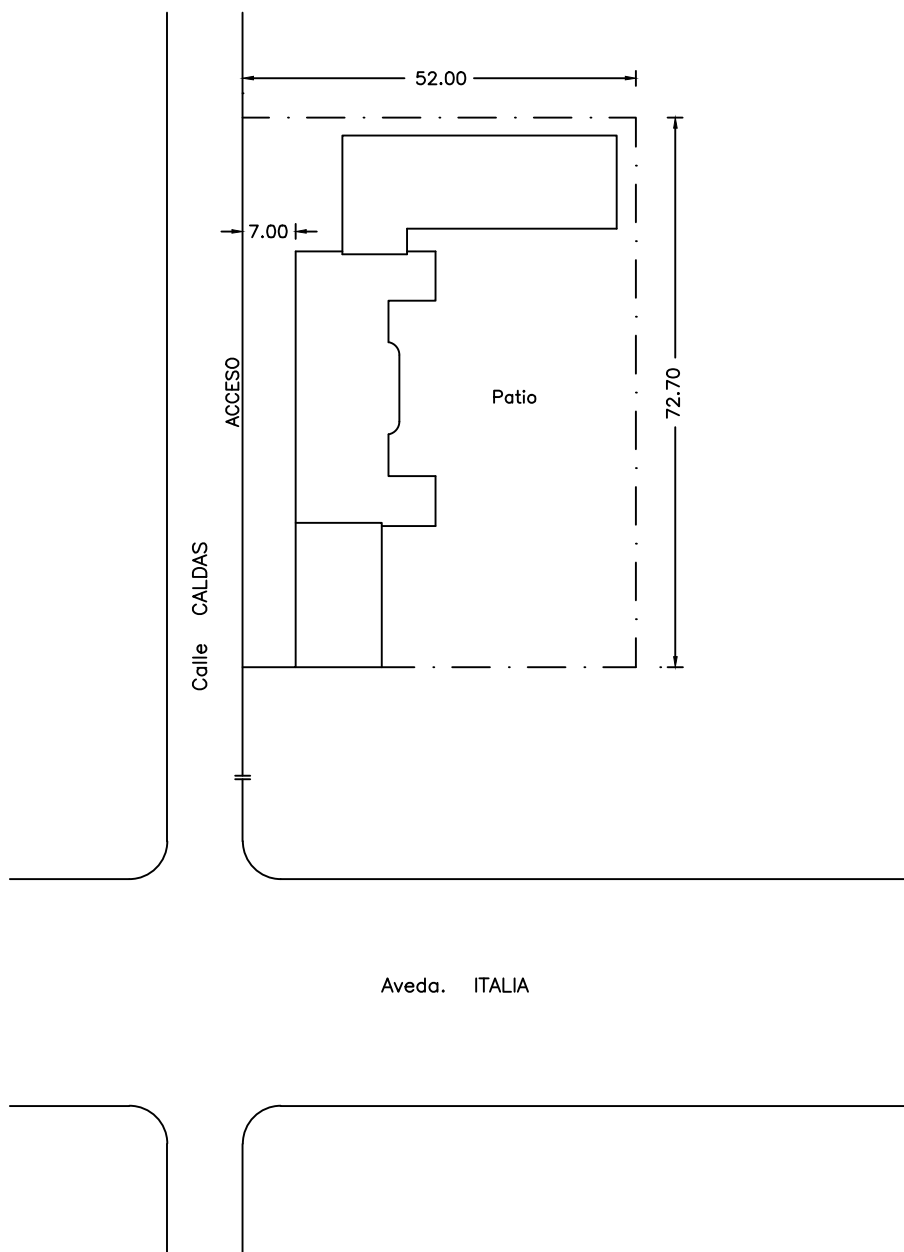 52.00
7.00
ACCESO
Patio
72.70
Calle CALDAS
Aveda. ITALIA